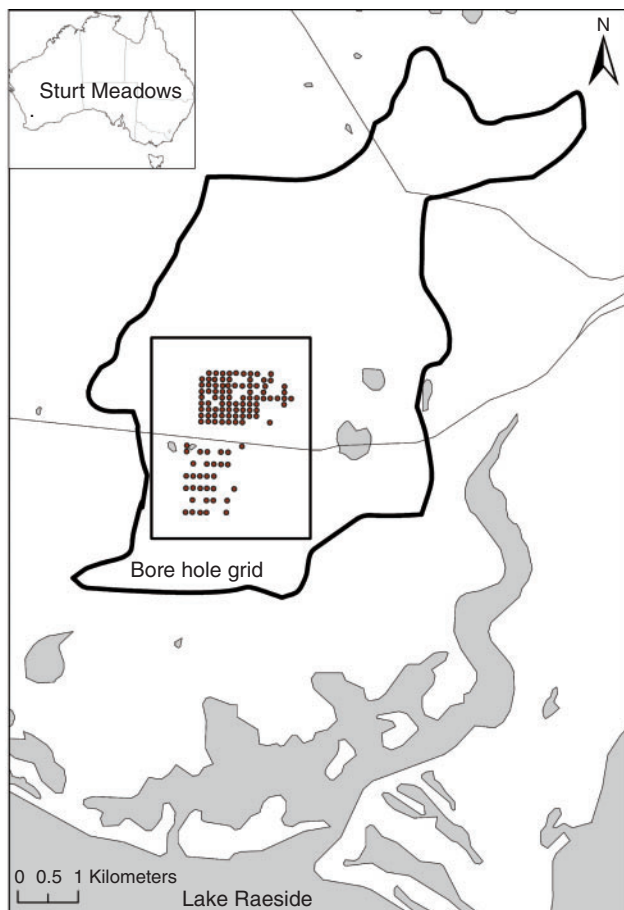 N
Sturt Meadows
Bore hole grid
0 0.5 1 Kilometers
Lake Raeside